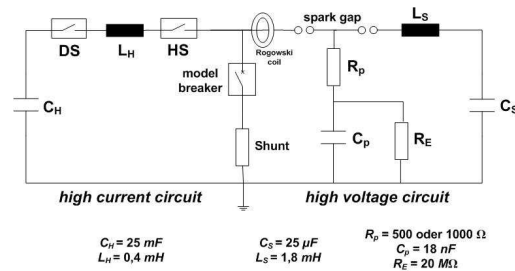 spark gap
L_S
DS
L_H
HS
Rogowski
coil
R_p
model
breaker
C_H
C_S
C_p
R_E
Shunt
high current circuit
high voltage circuit
C_H = 25 mF
L_H = 0,4 mH
C_S = 25 µF
L_S = 1,8 mH
R_p = 500 oder 1000 Ω
C_p = 18 nF
R_E = 20 MΩ